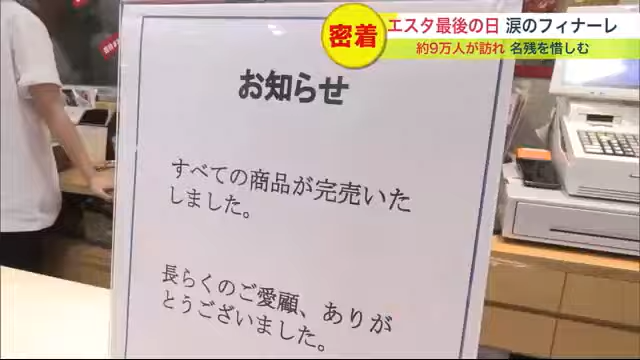 密着
エスタ最後の日 涙のフィナーレ
約9万人が訪れ 名残を惜しむ
お知らせ
すべての商品が完売いた
しました。
長らくのご愛顧、ありが
とうございました。